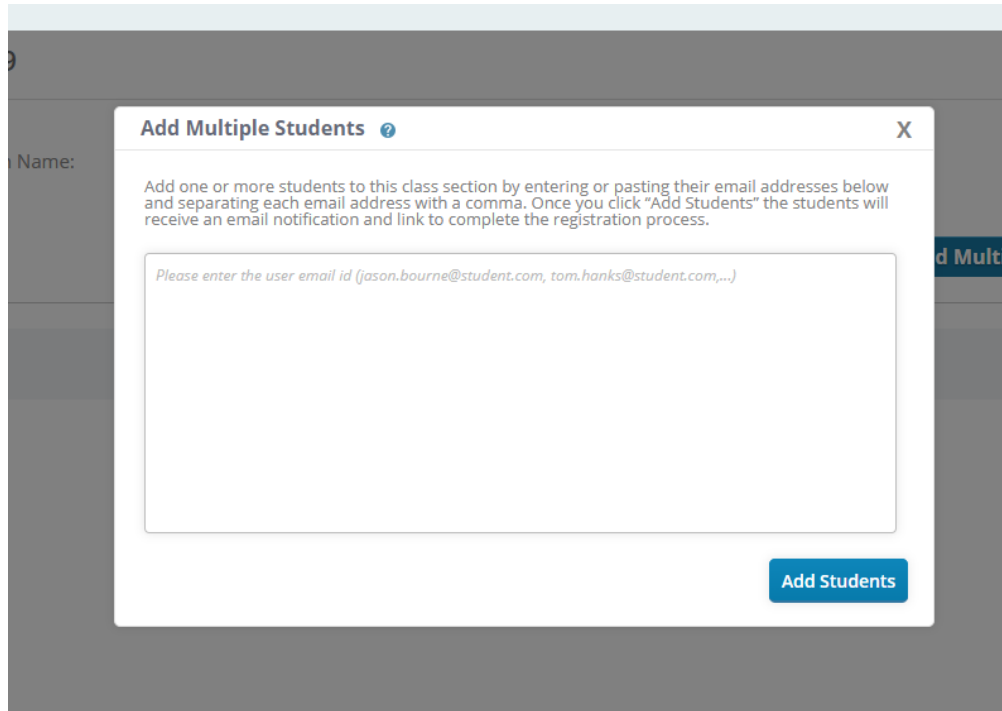 9
Add Multiple Students ?
X
n Name:
Add one or more students to this class section by entering or pasting their email addresses below
and separating each email address with a comma. Once you click “Add Students” the students will
receive an email notification and link to complete the registration process.
d Mult
Please enter the user email id (jason.bourne@student.com, tom.hanks@student.com,...)
Add Students